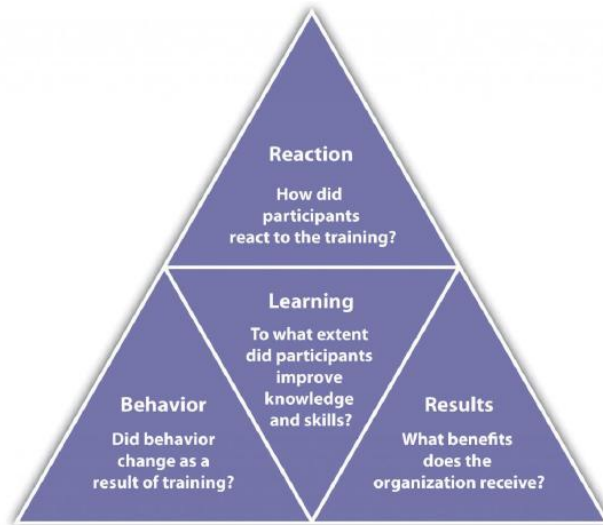 Reaction
How did
participants
react to the training?
Learning
To what extent
did participants
improve
knowledge
and skills?
Behavior
Did behavior
change as a
result of training?
Results
What benefits
does the
organization receive?